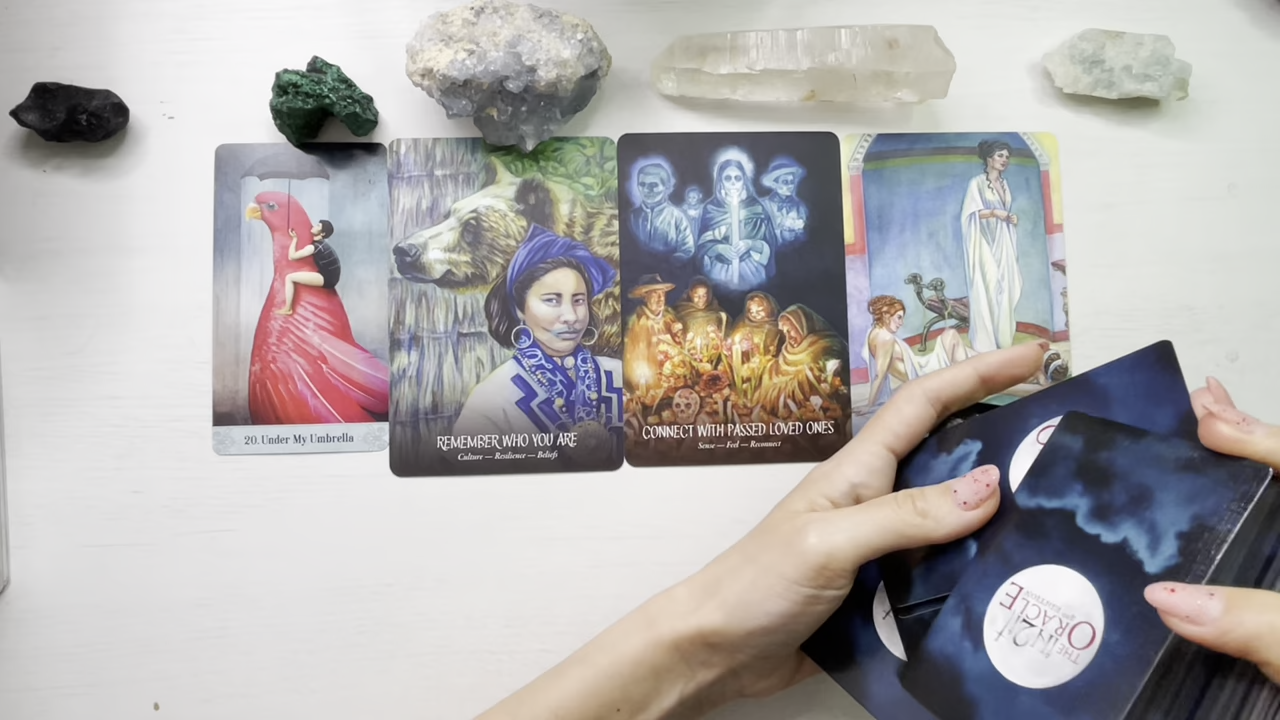 20. Under My Umbrella
REMEMBER WHO YOU ARE
Culture — Resilience — Beliefs
CONNECT WITH PASSED LOVED ONES
Sense — Feel — Reconnect
THE
IN2IT
ORACLE